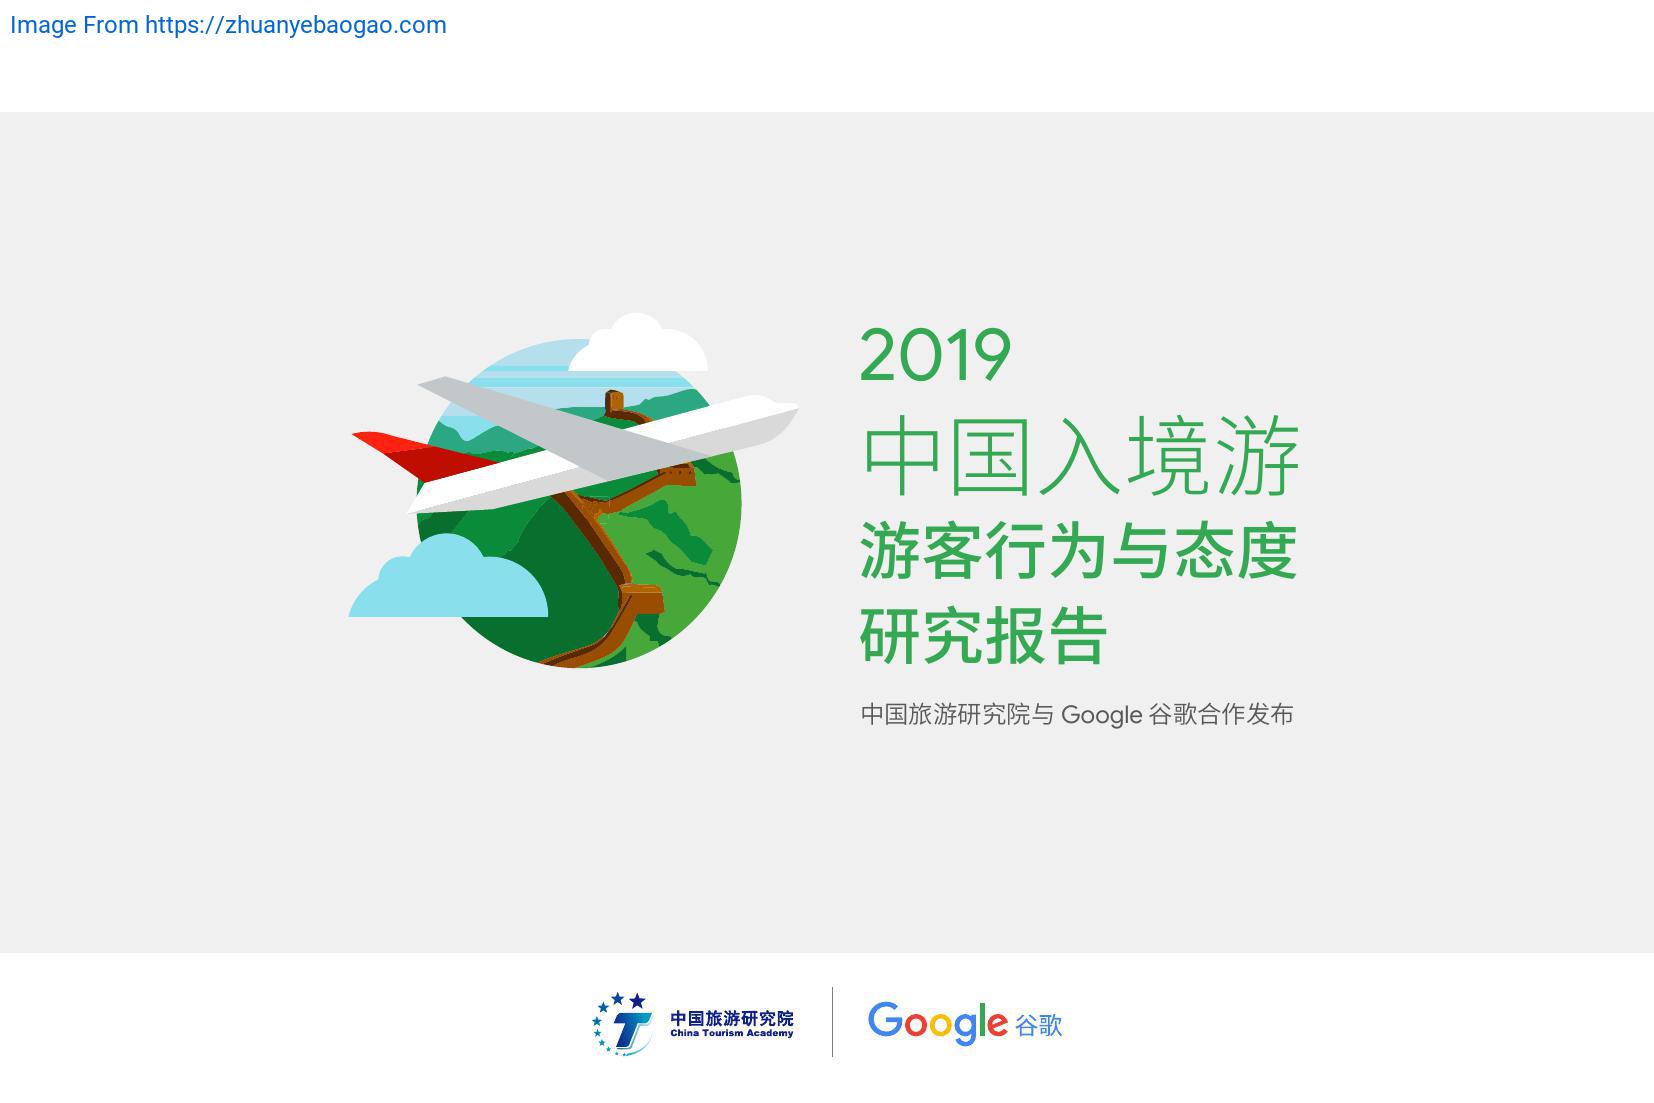 Image From https://zhuanyebaogao.com
2019
中国入境游
游客行为与态度
研究报告
中国旅游研究院与 Google 谷歌合作发布
中国旅游研究院
China Tourism Academy
Google 谷歌